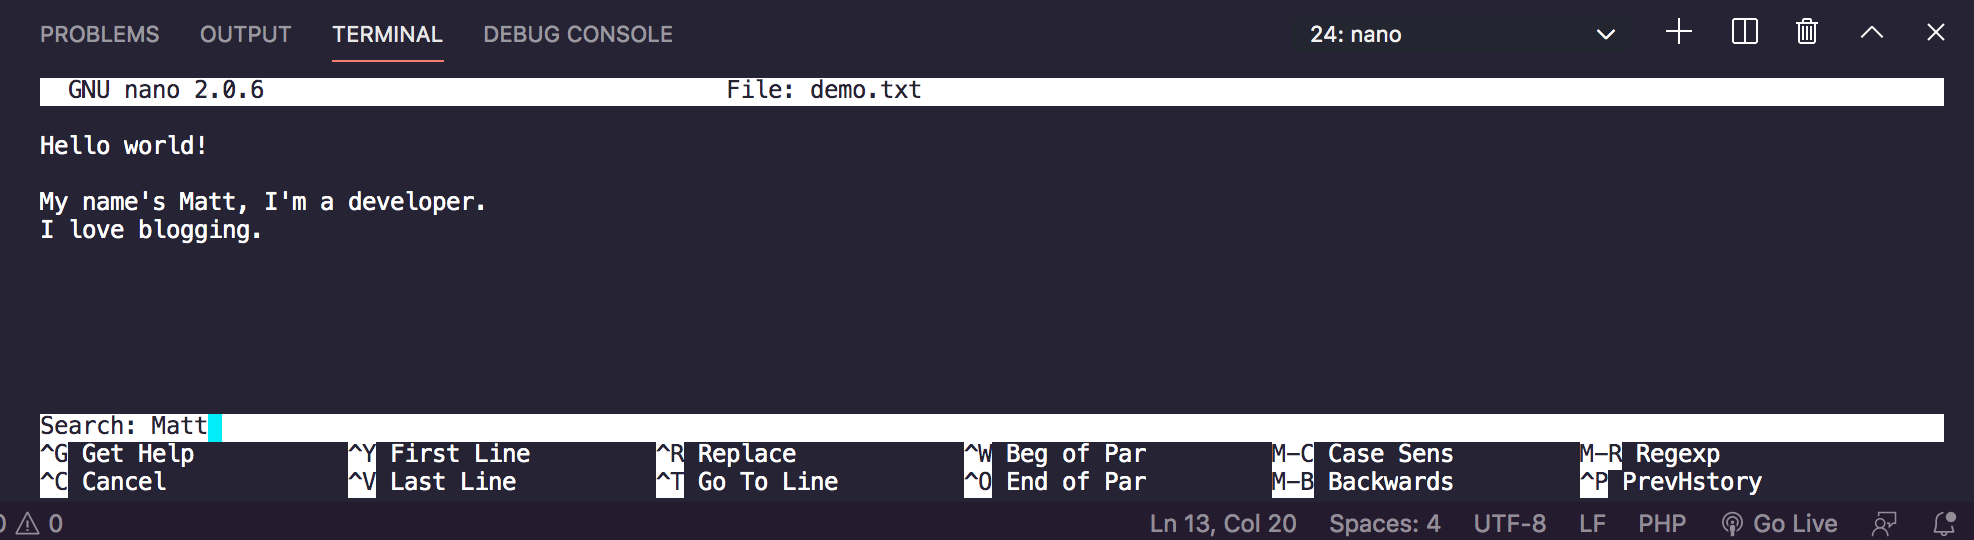 PROBLEMS OUTPUT TERMINAL DEBUG CONSOLE 24: nano
GNU nano 2.0.6 File: demo.txt
Hello world!
My name's Matt, I'm a developer.
I love blogging.
Search: Matt
^G Get Help ^Y First Line ^R Replace ^W Beg of Par M-C Case Sens M-R Regexp
^C Cancel ^V Last Line ^T Go To Line ^O End of Par M-B Backwards ^P PrevHstory
0 0 Ln 13, Col 20 Spaces: 4 UTF-8 LF PHP Go Live